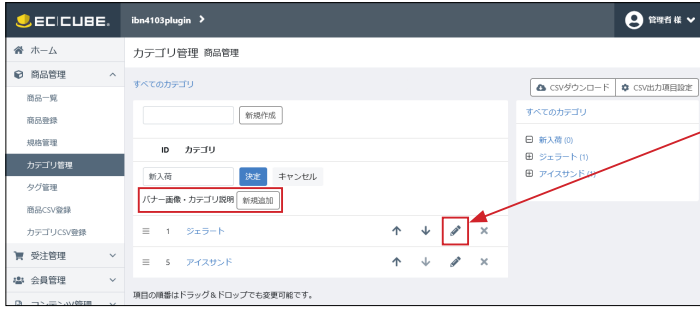 EC CUBE.
ibn4103plugin
管理者 様
ホーム
商品管理
商品一覧
商品登録
規格管理
カテゴリ管理
タグ管理
商品CSV登録
カテゴリCSV登録
受注管理
会員管理
コンテンツ管理
カテゴリ管理 商品管理
すべてのカテゴリ
新規作成
ID カテゴリ
新入荷 決定 キャンセル
バナー画像・カテゴリ説明 新規追加
1 ジェラート
5 アイスサンド
項目の順番はドラッグ&ドロップでも変更可能です。
CSVダウンロード CSV出力項目設定
すべてのカテゴリ
新入荷 (0)
ジェラート (1)
アイスサンド (1)